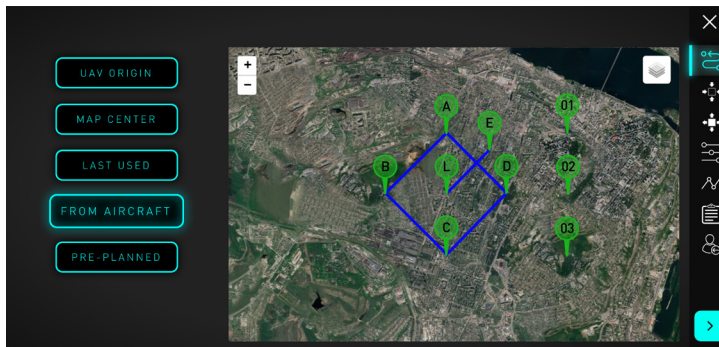 UAV ORIGIN
MAP CENTER
LAST USED
FROM AIRCRAFT
PRE-PLANNED
+
−
A
E
B
L
D
C
01
02
03